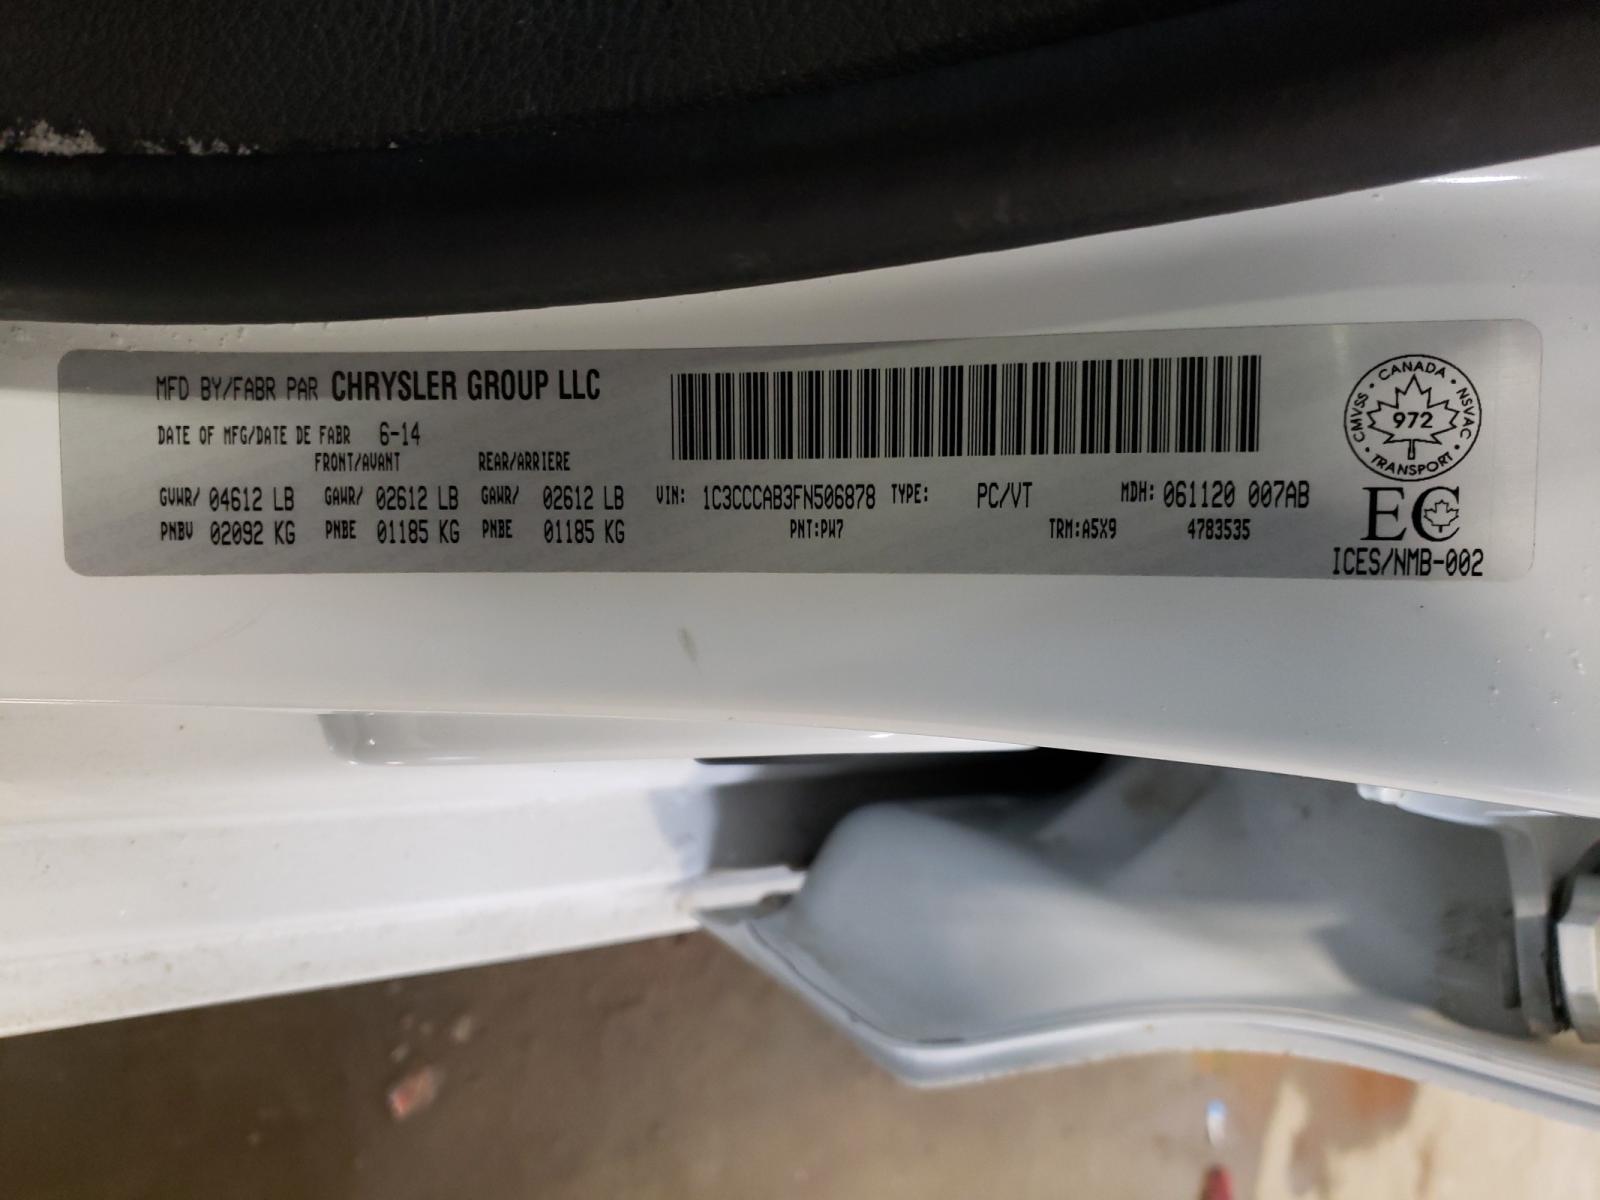 MFD BY/FABR PAR CHRYSLER GROUP LLC
DATE OF MFG/DATE DE FABR 6-14
FRONT/AVANT REAR/ARRIERE
GVWR/ 04612 LB GAWR/ 02612 LB GAWR/ 02612 LB VIN: 1C3CCCAB3FN506878 TYPE: PC/VT MDH: 061120 007AB
PNBV 02092 KG PNBE 01185 KG PNBE 01185 KG PNT:PW7 TRM:A5X9 4783535
CANADA
CMVSS NSVAC
972
TRANSPORT
EC
ICES/NMB-002